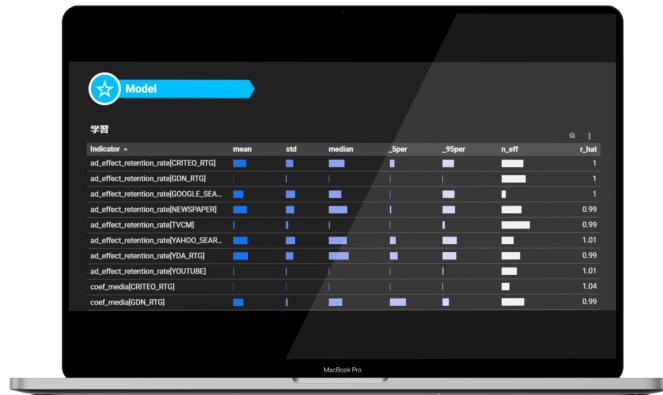 Model
学習
Indicator mean std median _5per _95per n_eff r_hat
ad_effect_retention_rate[CRITEO_RTG] 1
ad_effect_retention_rate[GDN_RTG] 1
ad_effect_retention_rate[GOOGLE_SEA... 1
ad_effect_retention_rate[NEWSPAPER] 0.99
ad_effect_retention_rate[TVCM] 0.99
ad_effect_retention_rate[YAHOO_SEAR... 1.01
ad_effect_retention_rate[YDA_RTG] 0.99
ad_effect_retention_rate[YOUTUBE] 1.01
coef_media[CRITEO_RTG] 1.04
coef_media[GDN_RTG] 0.99
MacBook Pro